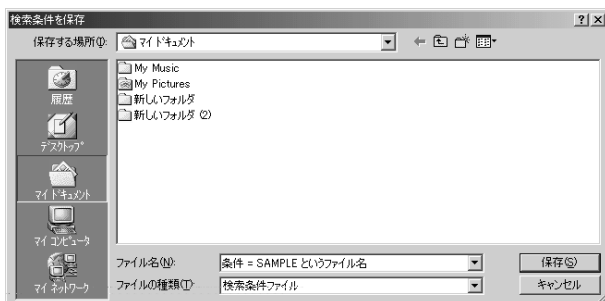 検索条件を保存
保存する場所(I):
マイ ドキュメント
My Music
My Pictures
新しいフォルダ
新しいフォルダ (2)
履歴
デスクトップ
マイ ドキュメント
マイ コンピュータ
マイ ネットワーク
ファイル名(N):
条件 = SAMPLE というファイル名
保存(S)
ファイルの種類(T):
検索条件ファイル
キャンセル